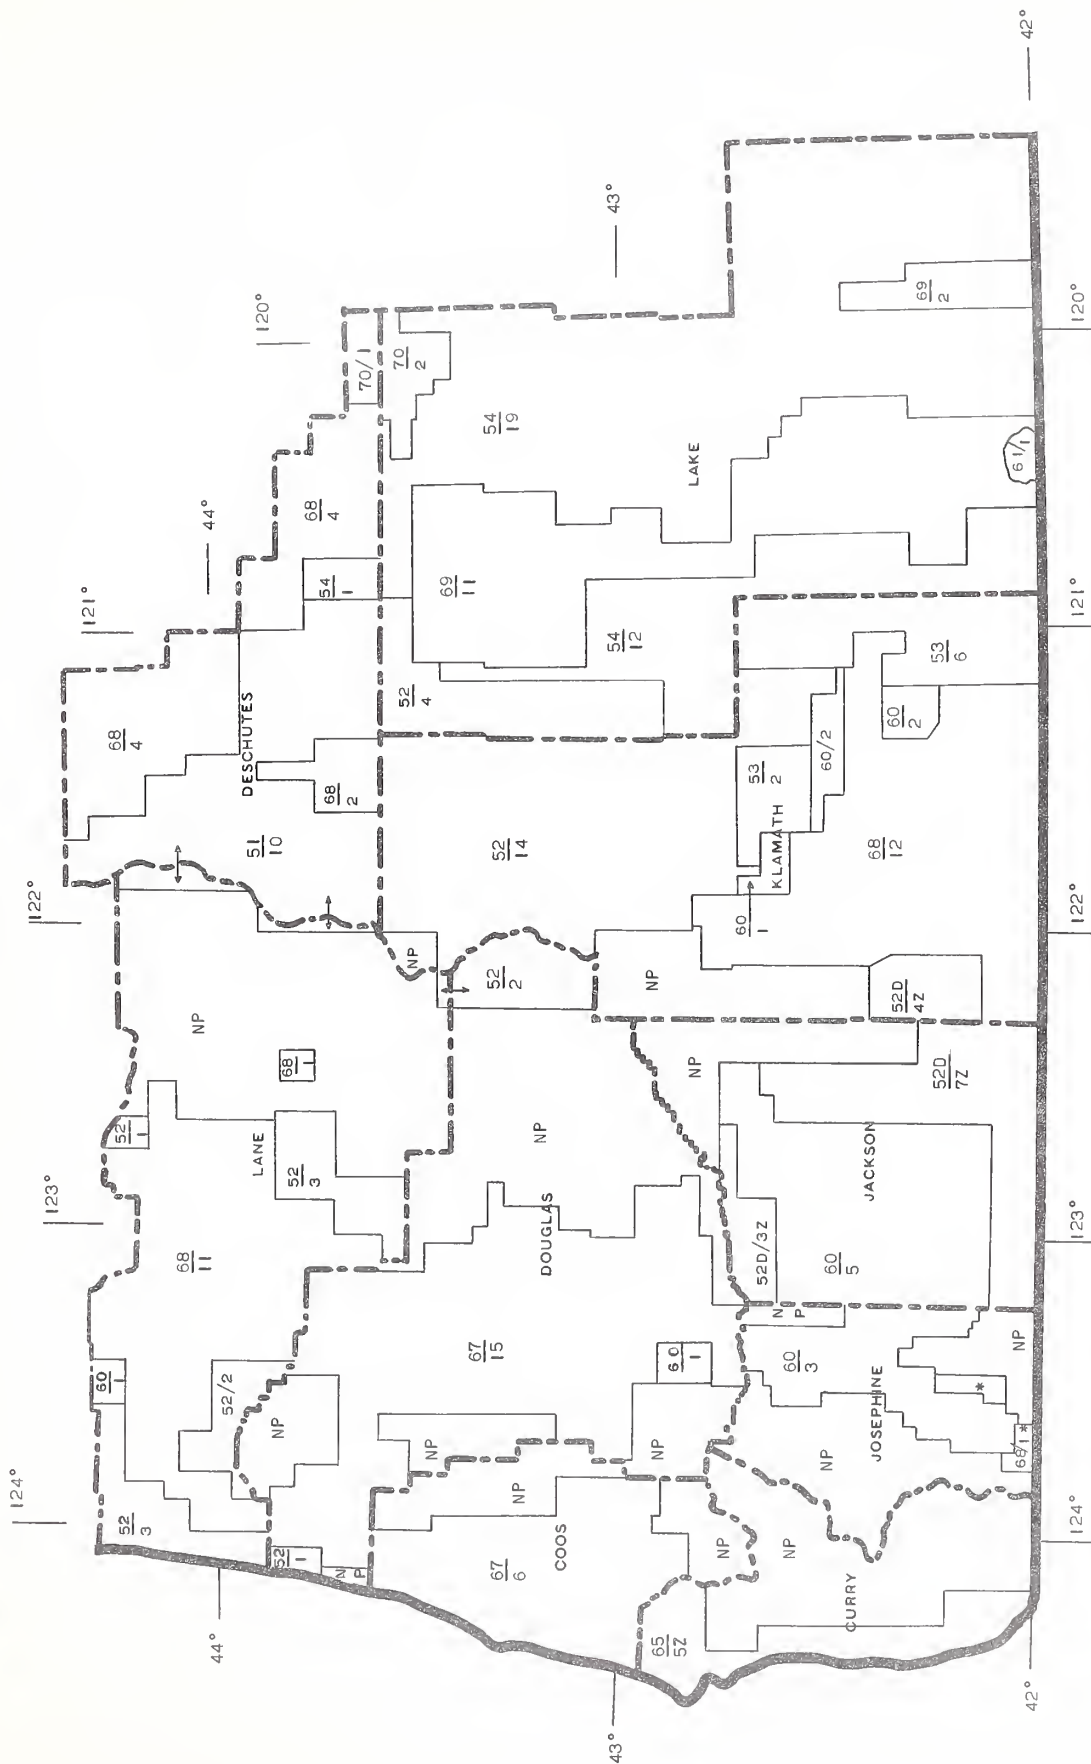 124°
123°
122°
121°
120°
44°
44°
43°
43°
42°
42°
124°
123°
122°
121°
120°
52
3
60
1
68
11
52
1
LANE
52
3
68
1
NP
52/2
NP
52
1
NP
68
4
DESCHUTES
51
10
68
2
54
1
68
4
70/1
70
2
NP
52
2
NP
DOUGLAS
67
15
60
1
NP
NP
NP
COOS
67
6
65
5Z
NP
NP
CURRY
NP
JOSEPHINE
60
3
NP
*
68/1*
NP
52D/3Z
60
5
JACKSON
52D
7Z
NP
NP
52D
4Z
52
14
60
1
KLAMATH
53
2
60/2
68
12
60
2
53
6
52
4
54
12
69
11
54
19
LAKE
61/1
69
2